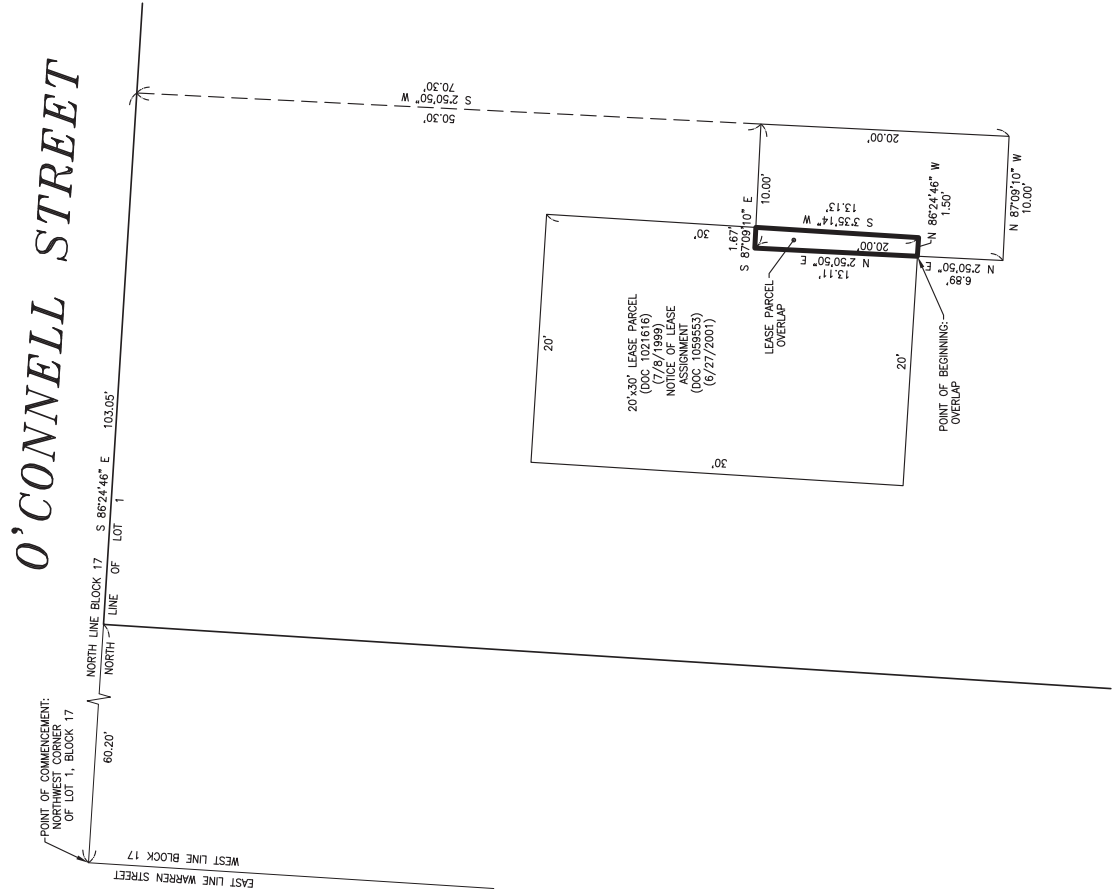 O'CONNELL STREET
POINT OF COMMENCEMENT:
NORTHWEST CORNER
OF LOT 1, BLOCK 17
60.20'
NORTH LINE BLOCK 17 S 86°24'46" E 103.05'
NORTH LINE OF LOT 1
WEST LINE BLOCK 17
EAST LINE WARREN STREET
S 2°50'50" W
70.30'
50.30'
20.00'
10.00'
S 87°09'10" E
1.67'
30'
20'
20'x30' LEASE PARCEL
(DOC 1021616)
(7/8/1999)
NOTICE OF LEASE
ASSIGNMENT
(DOC 1059553)
(6/27/2001)
30'
20'
LEASE PARCEL
OVERLAP
N 2°50'50" E
13.11'
20.00'
S 3°35'14" W
13.13'
N 86°24'46" W
1.50'
N 2°50'50" E
6.89'
N 87°09'10" W
10.00'
POINT OF BEGINNING:
OVERLAP